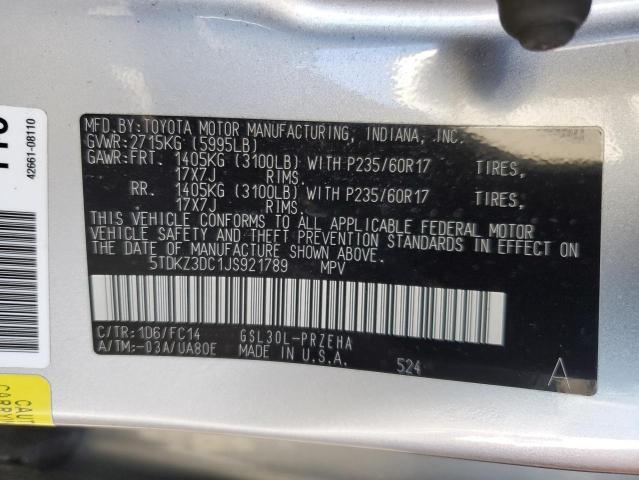 MFD.BY:TOYOTA MOTOR MANUFACTURING, INDIANA, INC.
GVWR:2715KG (5995LB)
GAWR:FRT. 1405KG (3100LB) WITH P235/60R17 TIRES,
17X7J RIMS.
RR. 1405KG (3100LB) WITH P235/60R17 TIRES,
17X7J RIMS.
THIS VEHICLE CONFORMS TO ALL APPLICABLE FEDERAL MOTOR
VEHICLE SAFETY AND THEFT PREVENTION STANDARDS IN EFFECT ON
THE DATE OF MANUFACTURE SHOWN ABOVE.
5TDKZ3DC1JS921789 MPV
C/TR:1D6/FC14 GSL30L-PRZEHA
A/TM:-03A/UA80E MADE IN U.S.A. 524 A
42661-08110